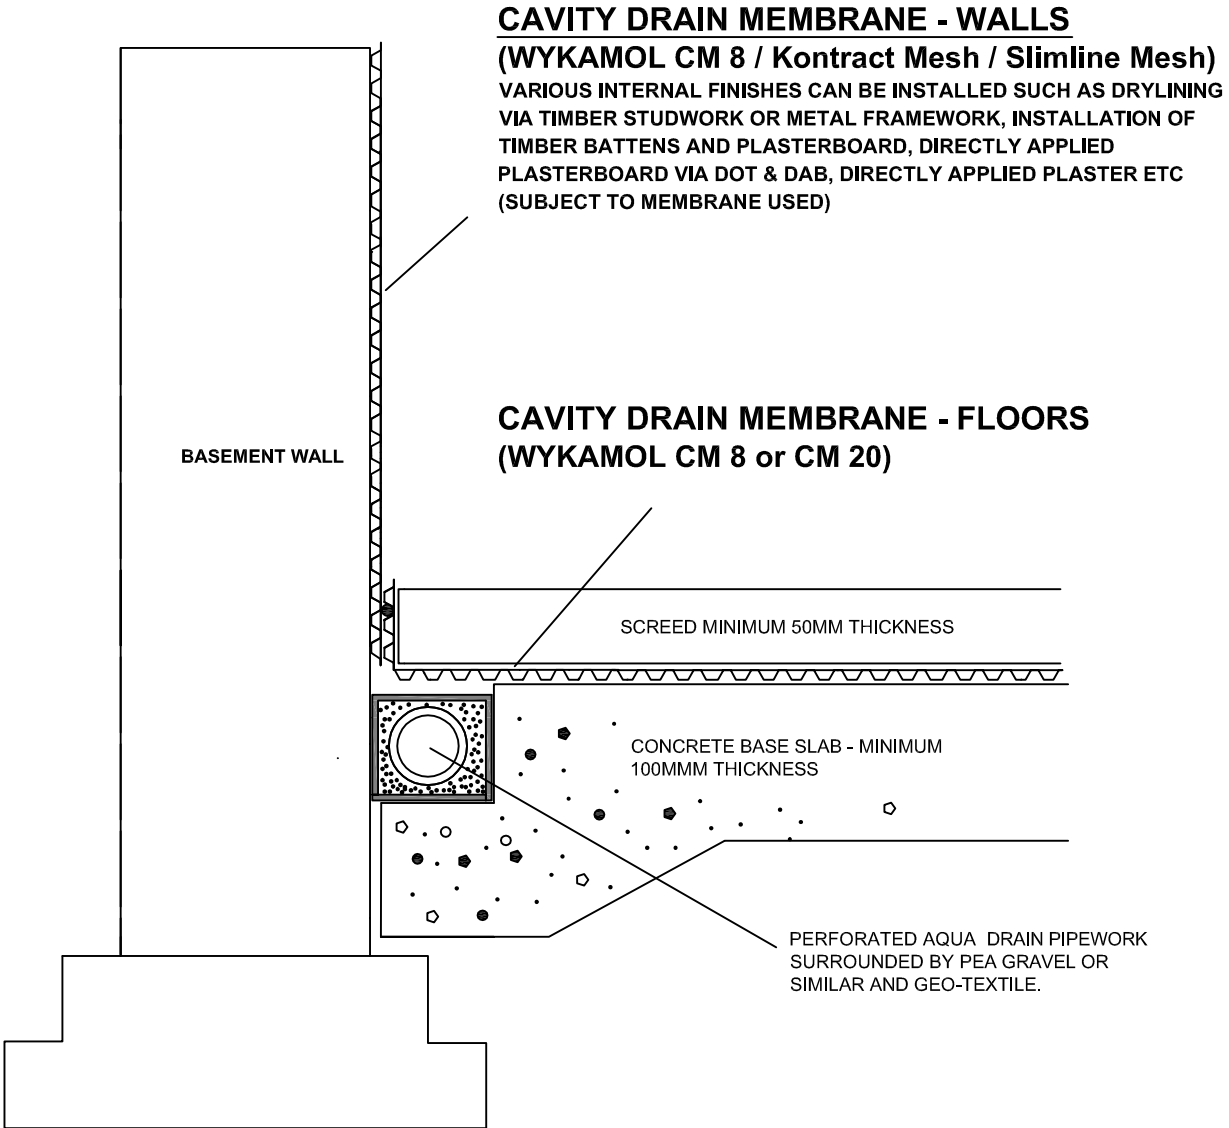 CAVITY DRAIN MEMBRANE - WALLS
(WYKAMOL CM 8 / Kontract Mesh / Slimline Mesh)
VARIOUS INTERNAL FINISHES CAN BE INSTALLED SUCH AS DRYLINING
VIA TIMBER STUDWORK OR METAL FRAMEWORK, INSTALLATION OF
TIMBER BATTENS AND PLASTERBOARD, DIRECTLY APPLIED
PLASTERBOARD VIA DOT & DAB, DIRECTLY APPLIED PLASTER ETC
(SUBJECT TO MEMBRANE USED)
CAVITY DRAIN MEMBRANE - FLOORS
(WYKAMOL CM 8 or CM 20)
BASEMENT WALL
SCREED MINIMUM 50MM THICKNESS
CONCRETE BASE SLAB - MINIMUM
100MMM THICKNESS
PERFORATED AQUA DRAIN PIPEWORK
SURROUNDED BY PEA GRAVEL OR
SIMILAR AND GEO-TEXTILE.